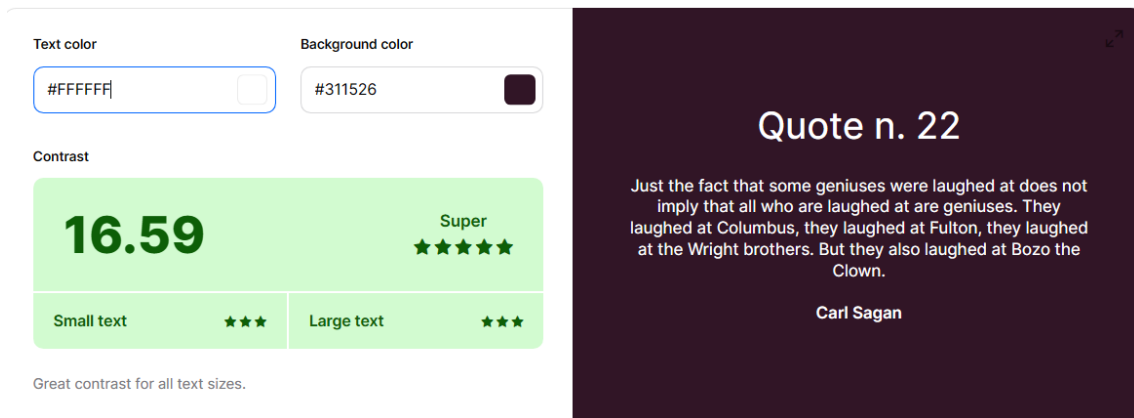 Text color
Background color
#FFFFFF
#311526
Contrast
16.59
Super
Small text
Large text
Great contrast for all text sizes.
Quote n. 22
Just the fact that some geniuses were laughed at does not
imply that all who are laughed at are geniuses. They
laughed at Columbus, they laughed at Fulton, they laughed
at the Wright brothers. But they also laughed at Bozo the
Clown.
Carl Sagan